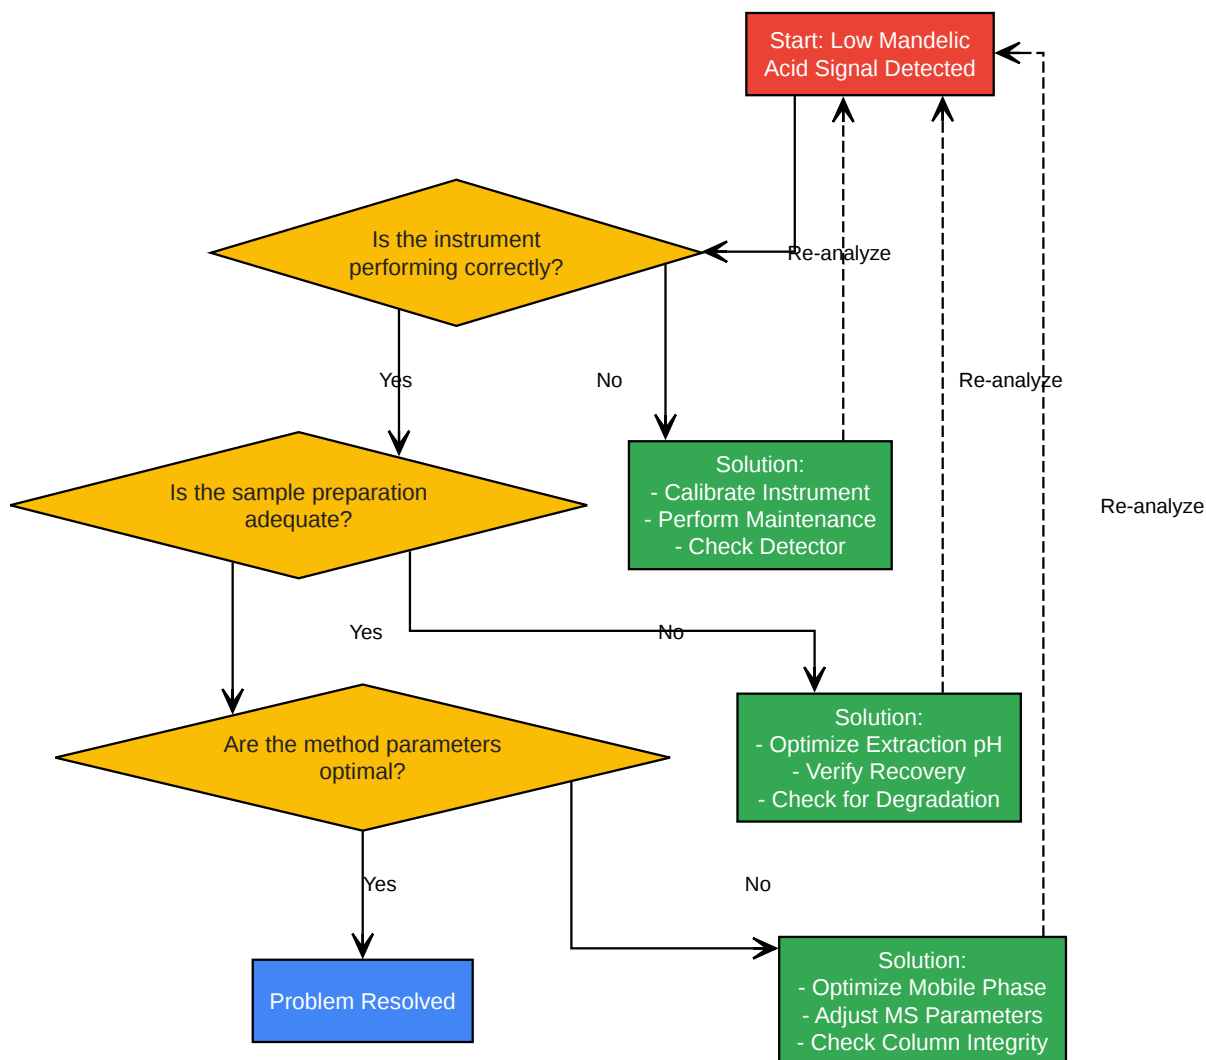 Start: Low Mandelic
Acid Signal Detected
Is the instrument
performing correctly?
Re-analyze
Yes
No
Re-analyze
Solution:
- Calibrate Instrument
- Perform Maintenance
- Check Detector
Is the sample preparation
adequate?
Re-analyze
Yes
No
Solution:
- Optimize Extraction pH
- Verify Recovery
- Check for Degradation
Are the method parameters
optimal?
Yes
No
Problem Resolved
Solution:
- Optimize Mobile Phase
- Adjust MS Parameters
- Check Column Integrity